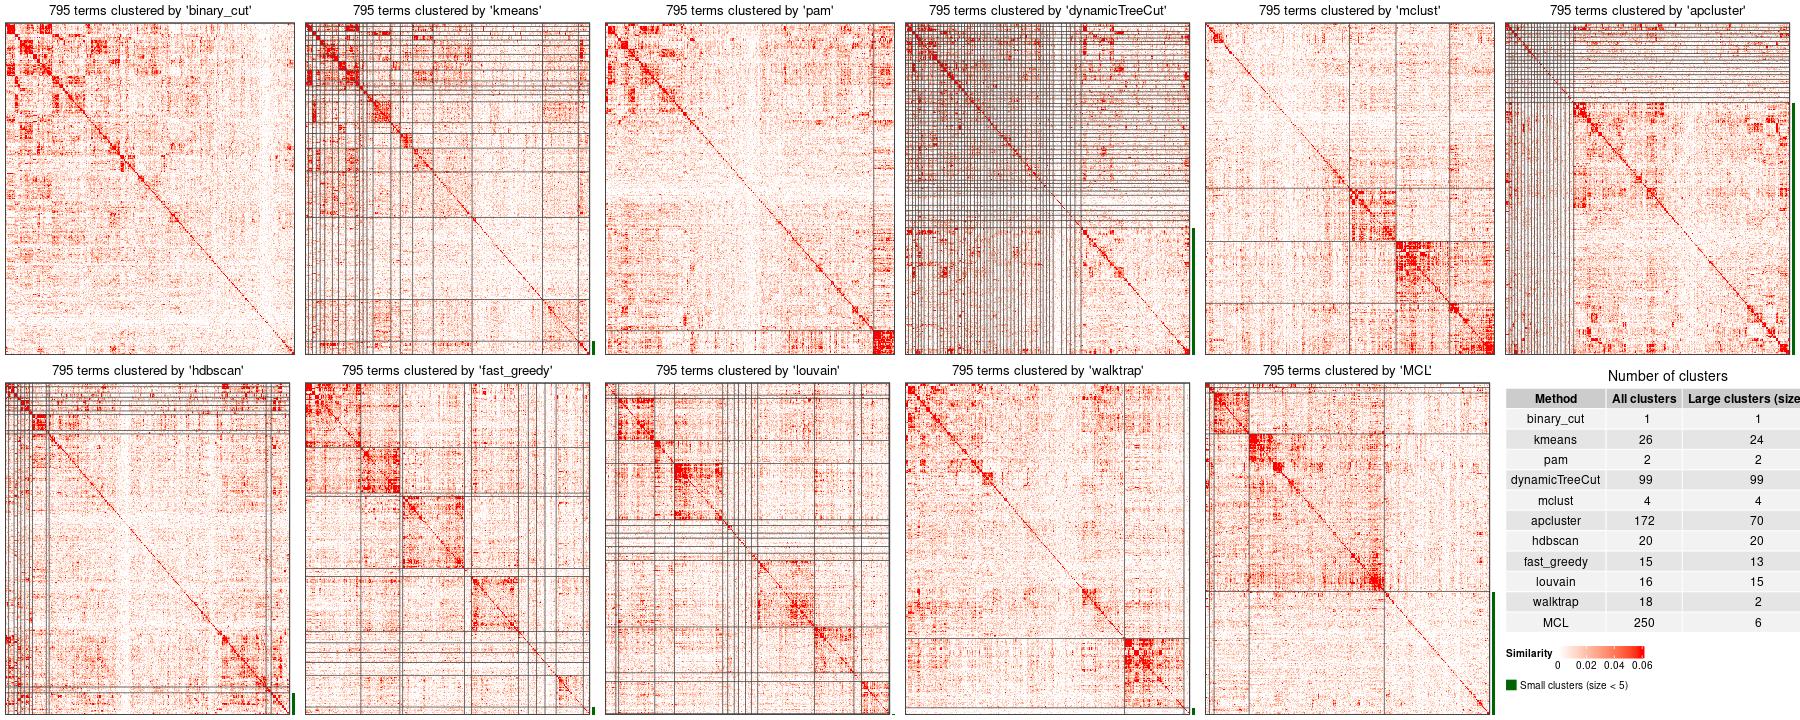 795 terms clustered by 'binary_cut'
795 terms clustered by 'kmeans'
795 terms clustered by 'pam'
795 terms clustered by 'dynamicTreeCut'
795 terms clustered by 'mclust'
795 terms clustered by 'apcluster'
795 terms clustered by 'hdbscan'
795 terms clustered by 'fast_greedy'
795 terms clustered by 'louvain'
795 terms clustered by 'walktrap'
795 terms clustered by 'MCL'
Number of clusters
Method All clusters Large clusters (size
binary_cut 1 1
kmeans 26 24
pam 2 2
dynamicTreeCut 99 99
mclust 4 4
apcluster 172 70
hdbscan 20 20
fast_greedy 15 13
louvain 16 15
walktrap 18 2
MCL 250 6
Similarity
0 0.02 0.04 0.06
Small clusters (size < 5)